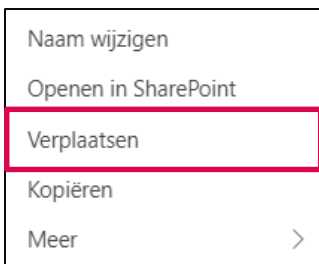 Naam wijzigen
Openen in SharePoint
Verplaatsen
Kopiëren
Meer